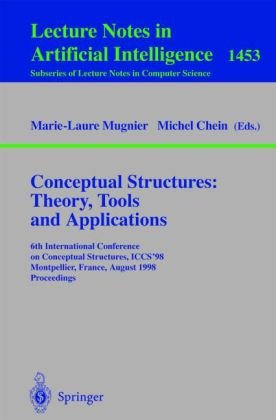 Lecture Notes in
Artificial Intelligence 1453
Subseries of Lecture Notes in Computer Science
Marie-Laure Mugnier Michel Chein (Eds.)
Conceptual Structures:
Theory, Tools
and Applications
6th International Conference
on Conceptual Structures, ICCS'98
Montpellier, France, August 1998
Proceedings
Springer